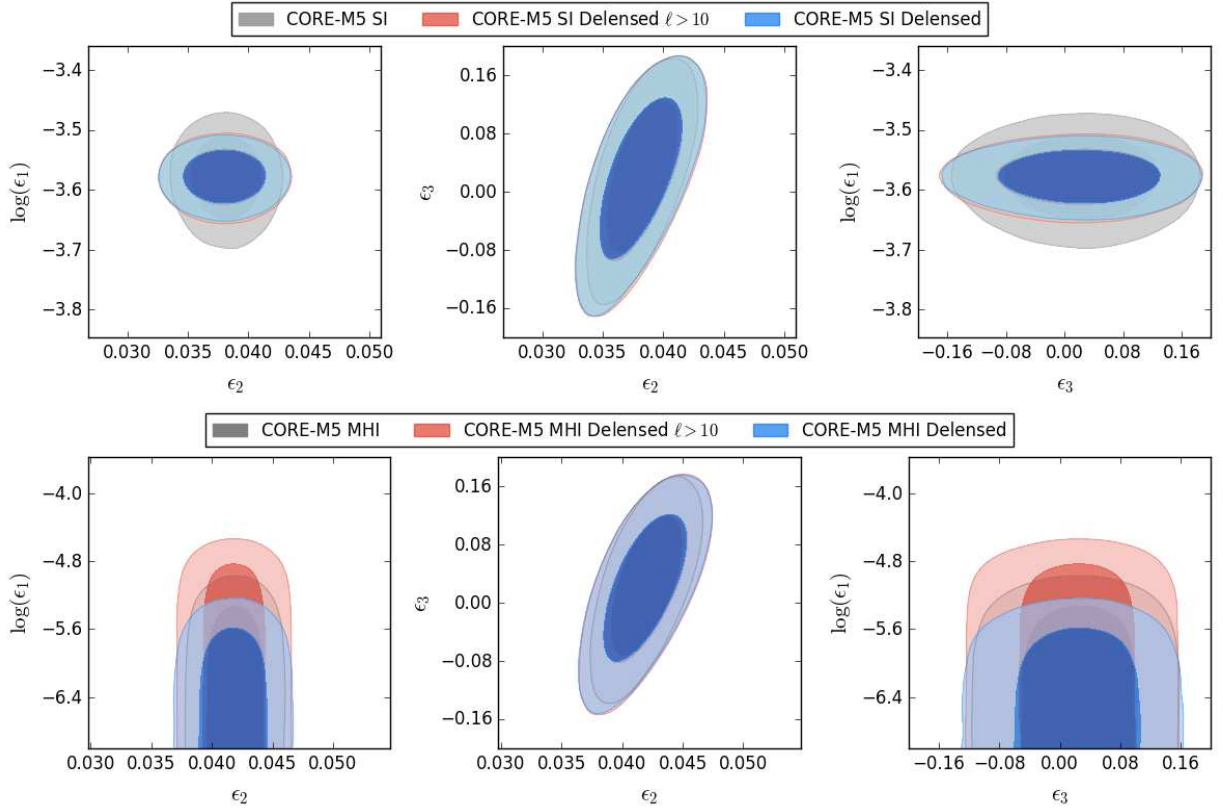 CORE-M5 SI CORE-M5 SI Delensed ℓ>10 CORE-M5 SI Delensed
−3.4
−3.5
−3.6
−3.7
−3.8
log(ϵ₁)
0.030 0.035 0.040 0.045 0.050
ϵ₂
0.16
0.08
0.00
−0.08
−0.16
ϵ₃
0.030 0.035 0.040 0.045 0.050
ϵ₂
−3.4
−3.5
−3.6
−3.7
−3.8
log(ϵ₁)
−0.16 −0.08 0.00 0.08 0.16
ϵ₃
CORE-M5 MHI CORE-M5 MHI Delensed ℓ>10 CORE-M5 MHI Delensed
−4.0
−4.8
−5.6
−6.4
log(ϵ₁)
0.030 0.035 0.040 0.045 0.050
ϵ₂
0.16
0.08
0.00
−0.08
−0.16
ϵ₃
0.030 0.035 0.040 0.045 0.050
ϵ₂
−4.0
−4.8
−5.6
−6.4
log(ϵ₁)
−0.16 −0.08 0.00 0.08 0.16
ϵ₃